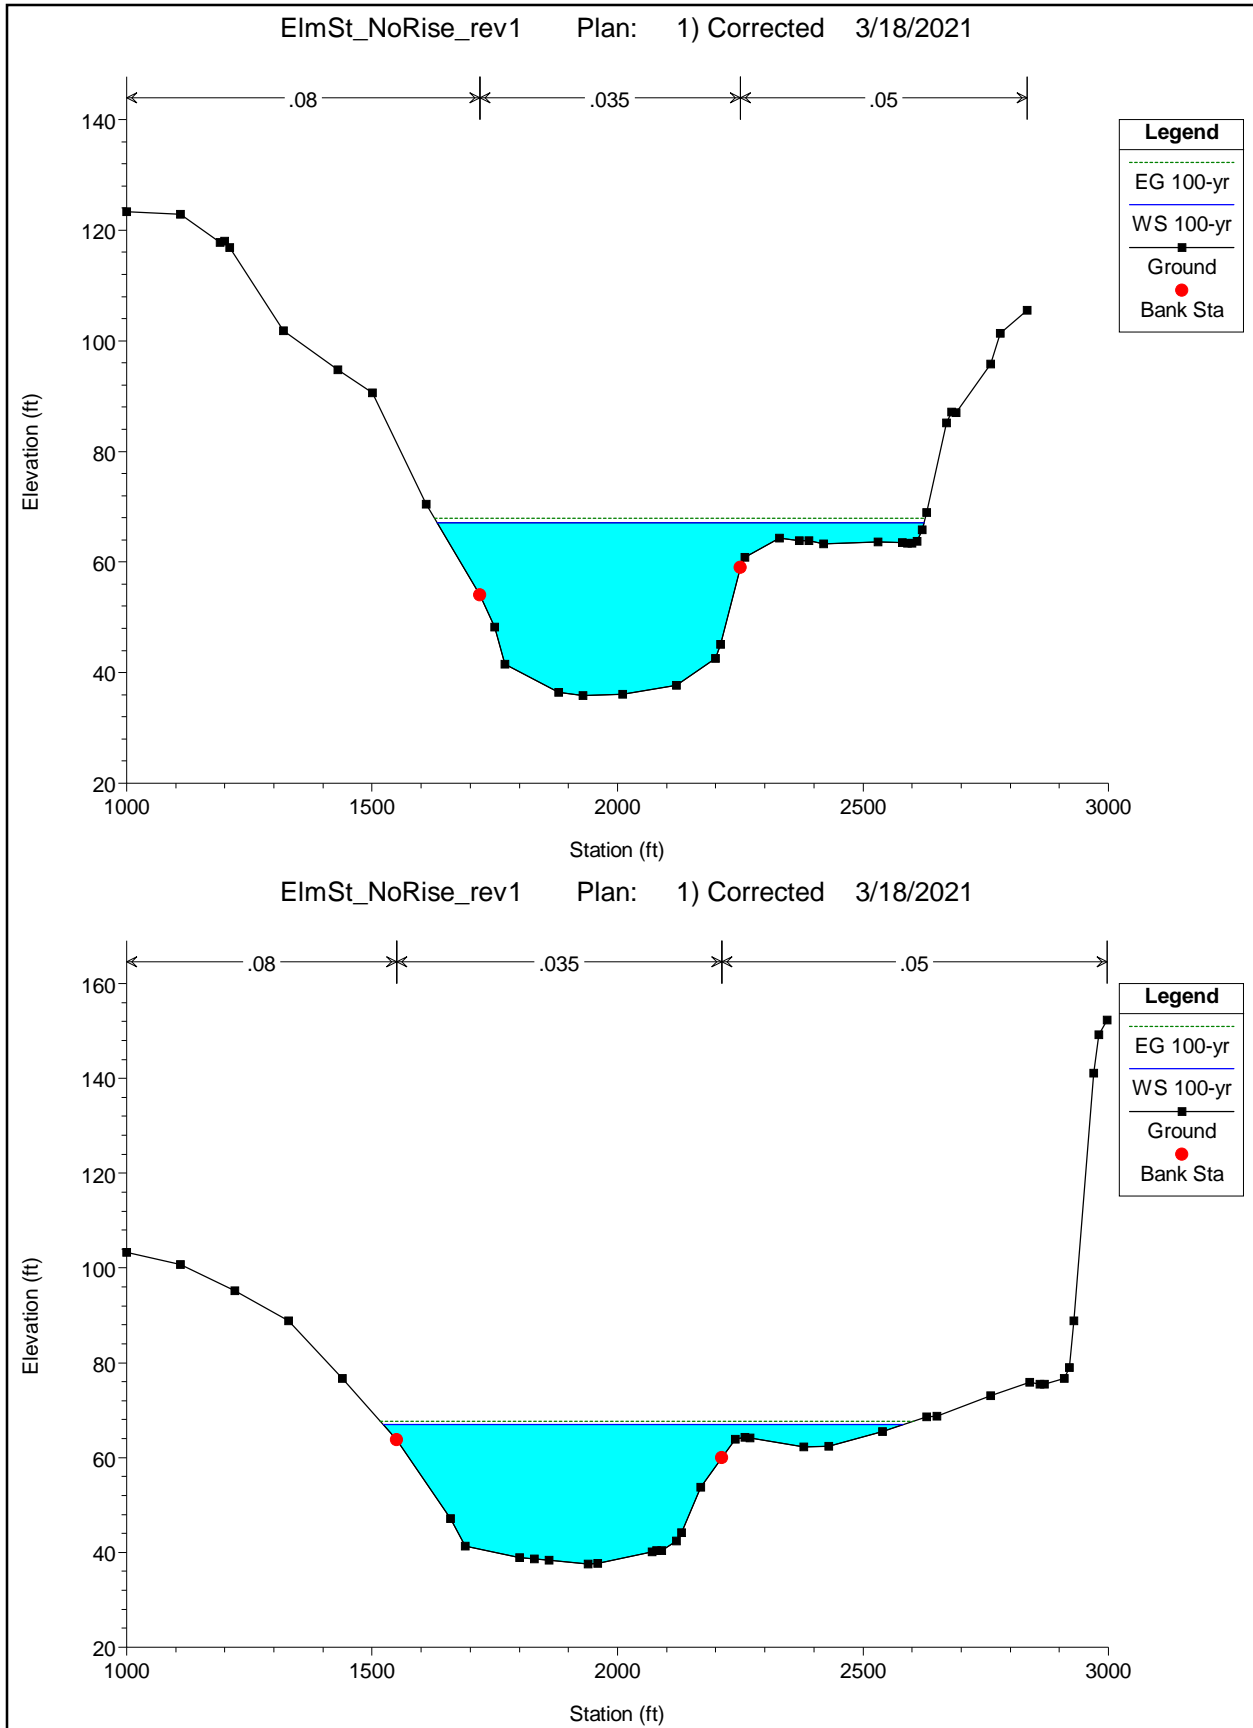 ElmSt_NoRise_rev1 Plan: 1) Corrected 3/18/2021
.08 .035 .05
Legend
EG 100-yr
WS 100-yr
Ground
Bank Sta
140
120
100
80
60
40
20
Elevation (ft)
1000 1500 2000 2500 3000
Station (ft)
ElmSt_NoRise_rev1 Plan: 1) Corrected 3/18/2021
.08 .035 .05
Legend
EG 100-yr
WS 100-yr
Ground
Bank Sta
160
140
120
100
80
60
40
20
Elevation (ft)
1000 1500 2000 2500 3000
Station (ft)